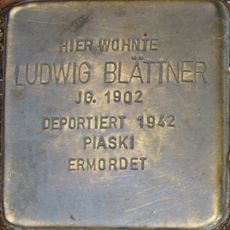 HIER WOHNTE
LUDWIG BLÄTTNER
JG. 1902
DEPORTIERT 1942
PIASKI
ERMORDET